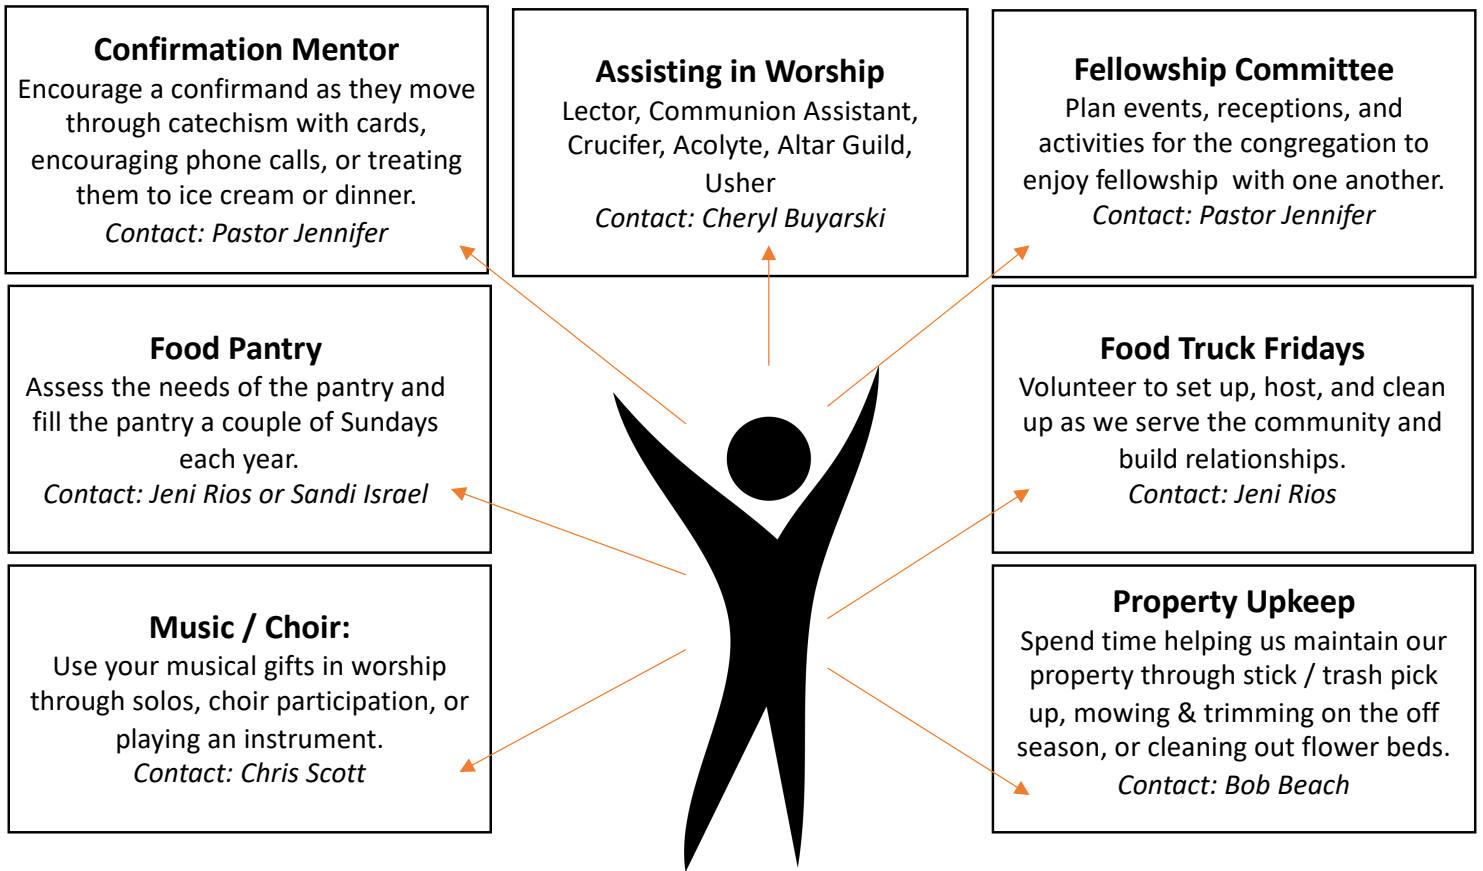 Confirmation Mentor
Encourage a confirmand as they move
through catechism with cards,
encouraging phone calls, or treating
them to ice cream or dinner.
Contact: Pastor Jennifer
Assisting in Worship
Lector, Communion Assistant,
Crucifer, Acolyte, Altar Guild,
Usher
Contact: Cheryl Buyarski
Fellowship Committee
Plan events, receptions, and
activities for the congregation to
enjoy fellowship  with one another.
Contact: Pastor Jennifer
Food Pantry
Assess the needs of the pantry and
fill the pantry a couple of Sundays
each year.
Contact: Jeni Rios or Sandi Israel
Food Truck Fridays
Volunteer to set up, host, and clean
up as we serve the community and
build relationships.
Contact: Jeni Rios
Music / Choir:
Use your musical gifts in worship
through solos, choir participation, or
playing an instrument.
Contact: Chris Scott
Property Upkeep
Spend time helping us maintain our
property through stick / trash pick
up, mowing & trimming on the off
season, or cleaning out flower beds.
Contact: Bob Beach